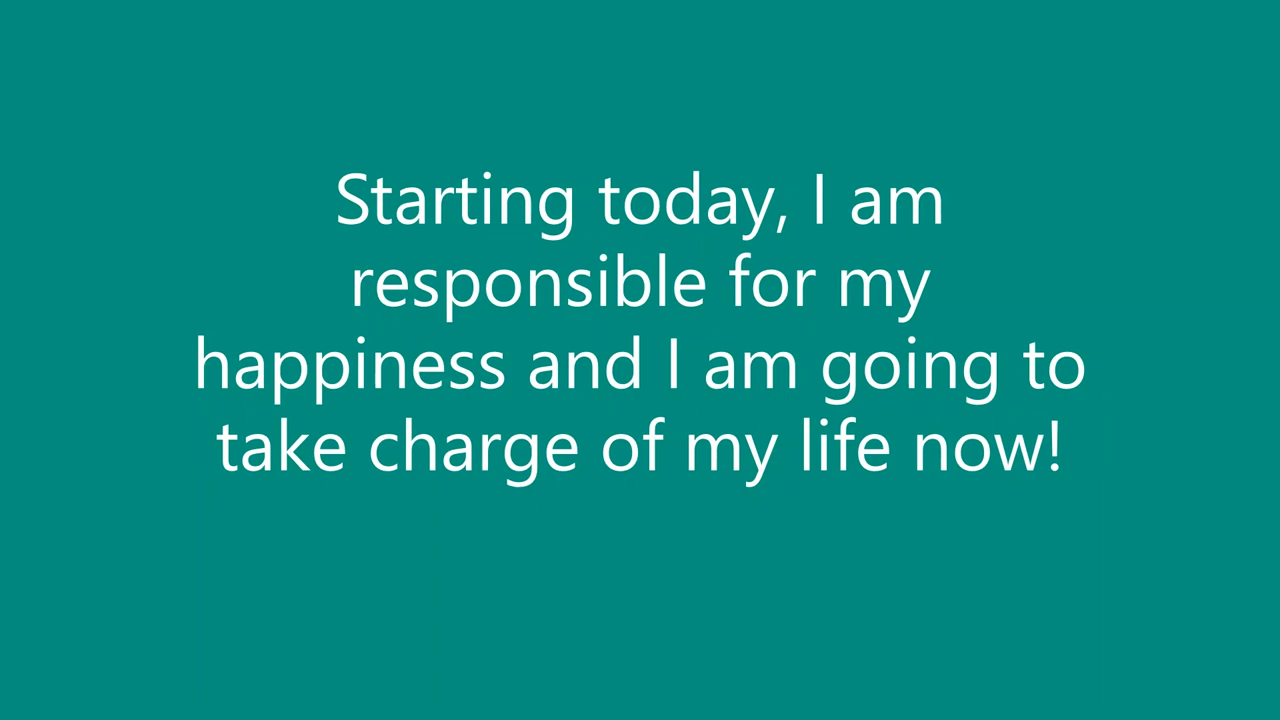 Starting today, I am
responsible for my
happiness and I am going to
take charge of my life now!